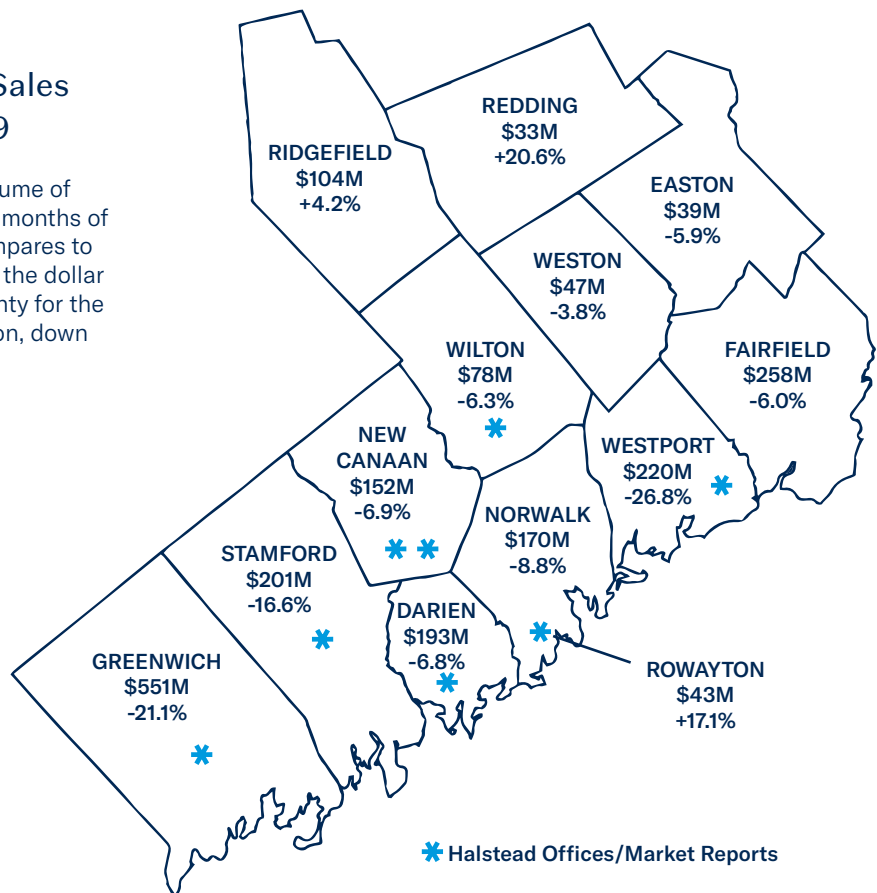 Sales
9
ume of
months of
mpares to
the dollar
nty for the
on, down
REDDING
$33M
+20.6%
RIDGEFIELD
$104M
+4.2%
EASTON
$39M
-5.9%
WESTON
$47M
-3.8%
WILTON
$78M
-6.3%
FAIRFIELD
$258M
-6.0%
NEW
CANAAN
$152M
-6.9%
WESTPORT
$220M
-26.8%
NORWALK
$170M
-8.8%
STAMFORD
$201M
-16.6%
DARIEN
$193M
-6.8%
GREENWICH
$551M
-21.1%
ROWAYTON
$43M
+17.1%
Halstead Offices/Market Reports